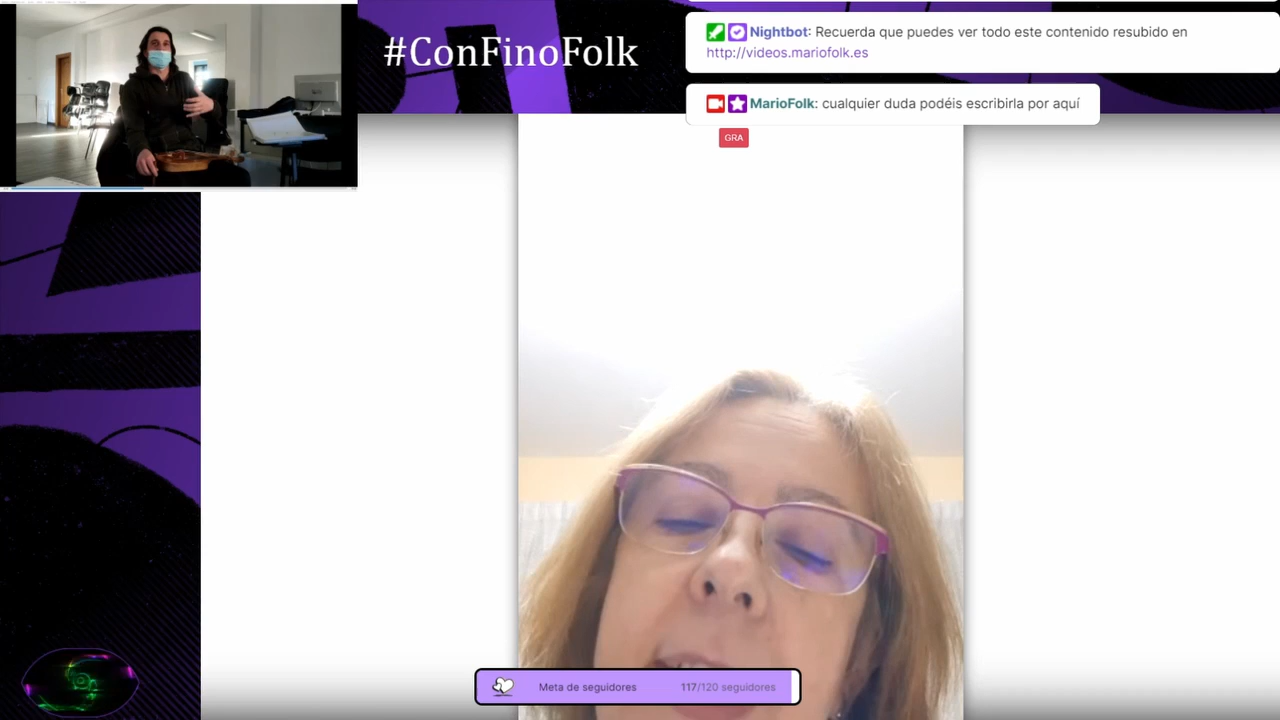 #ConFinoFolk
Nightbot: Recuerda que puedes ver todo este contenido resubido en
http://videos.mariofolk.es
MarioFolk: cualquier duda podéis escribirla por aquí
GRA
Meta de seguidores 117/120 seguidores